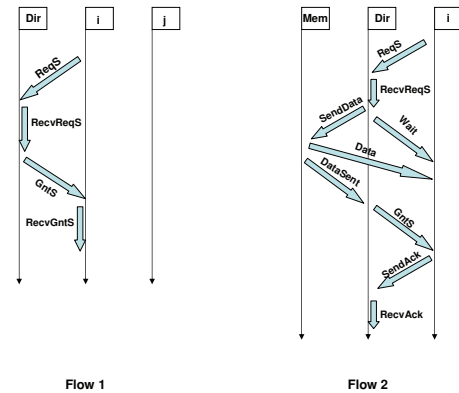 Dir i j
ReqS
RecvReqS
GntS
RecvGntS
Flow 1
Mem Dir i
ReqS
RecvReqS
SendData
Wait
Data
DataSent
GntS
SendAck
RecvAck
Flow 2